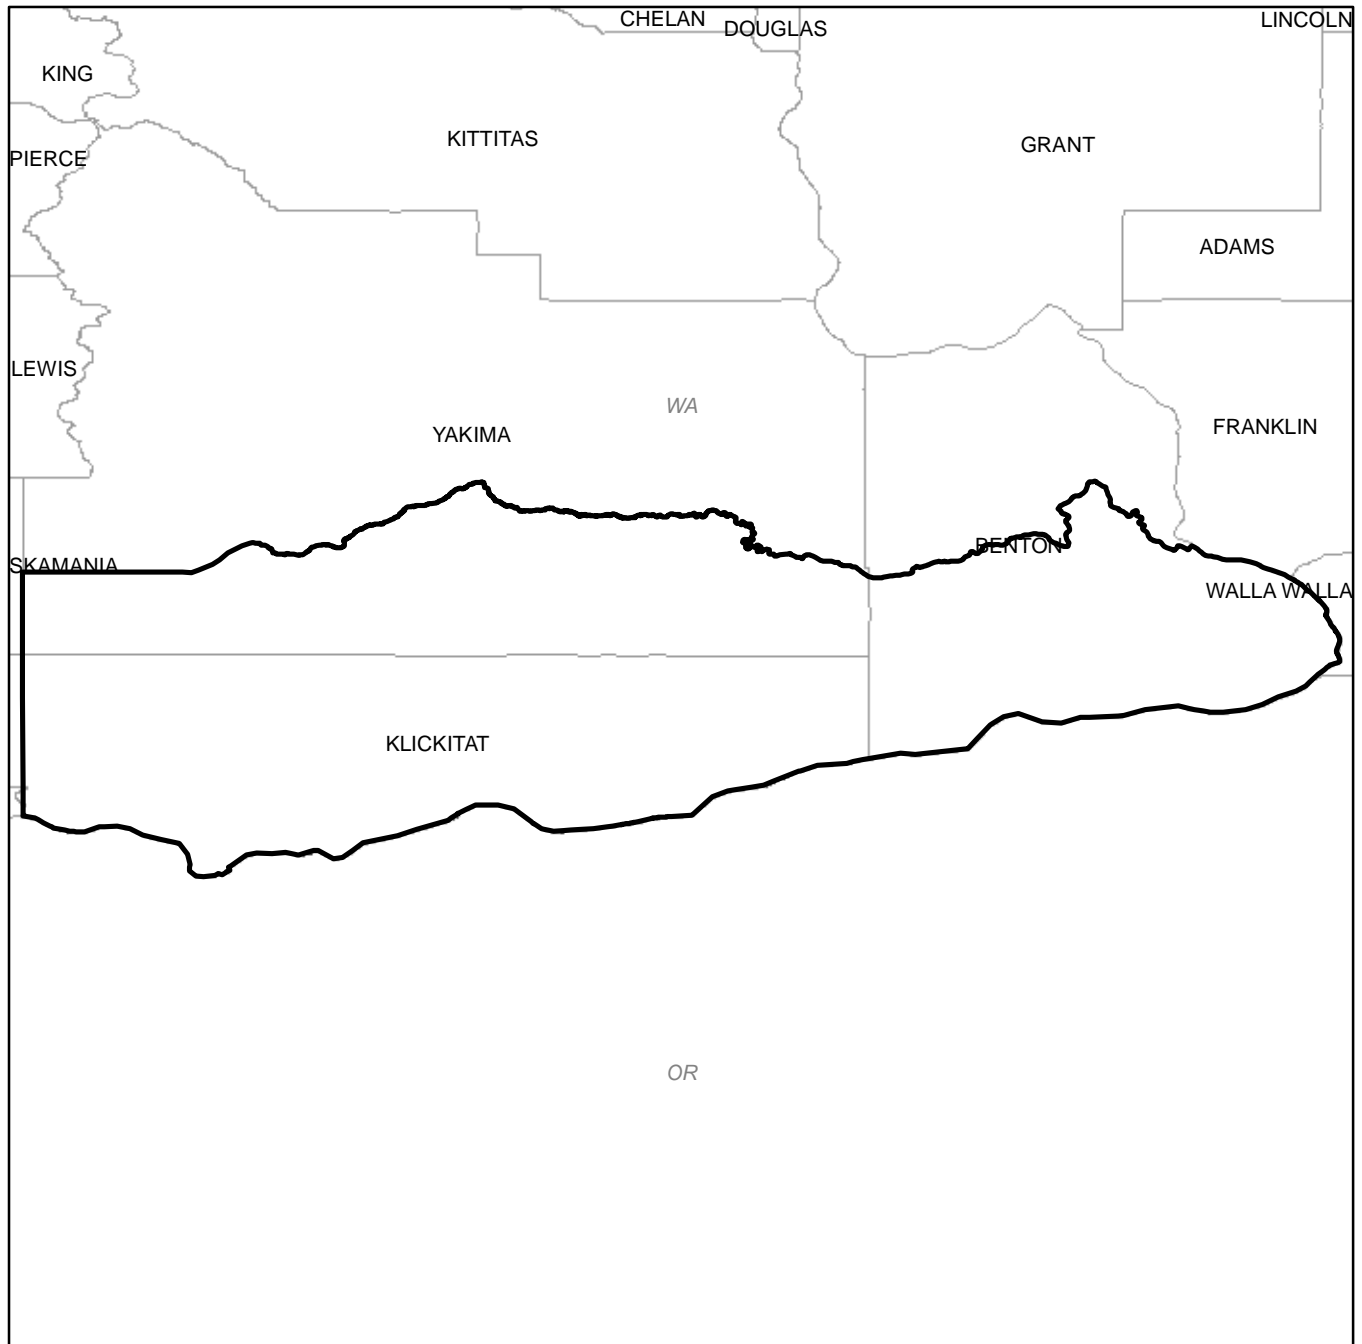 CHELAN
LINCOLN
DOUGLAS
KING
KITTITAS
GRANT
PIERCE
ADAMS
LEWIS
WA
FRANKLIN
YAKIMA
BENTON
SKAMANIA
WALLA WALLA
KLICKITAT
OR